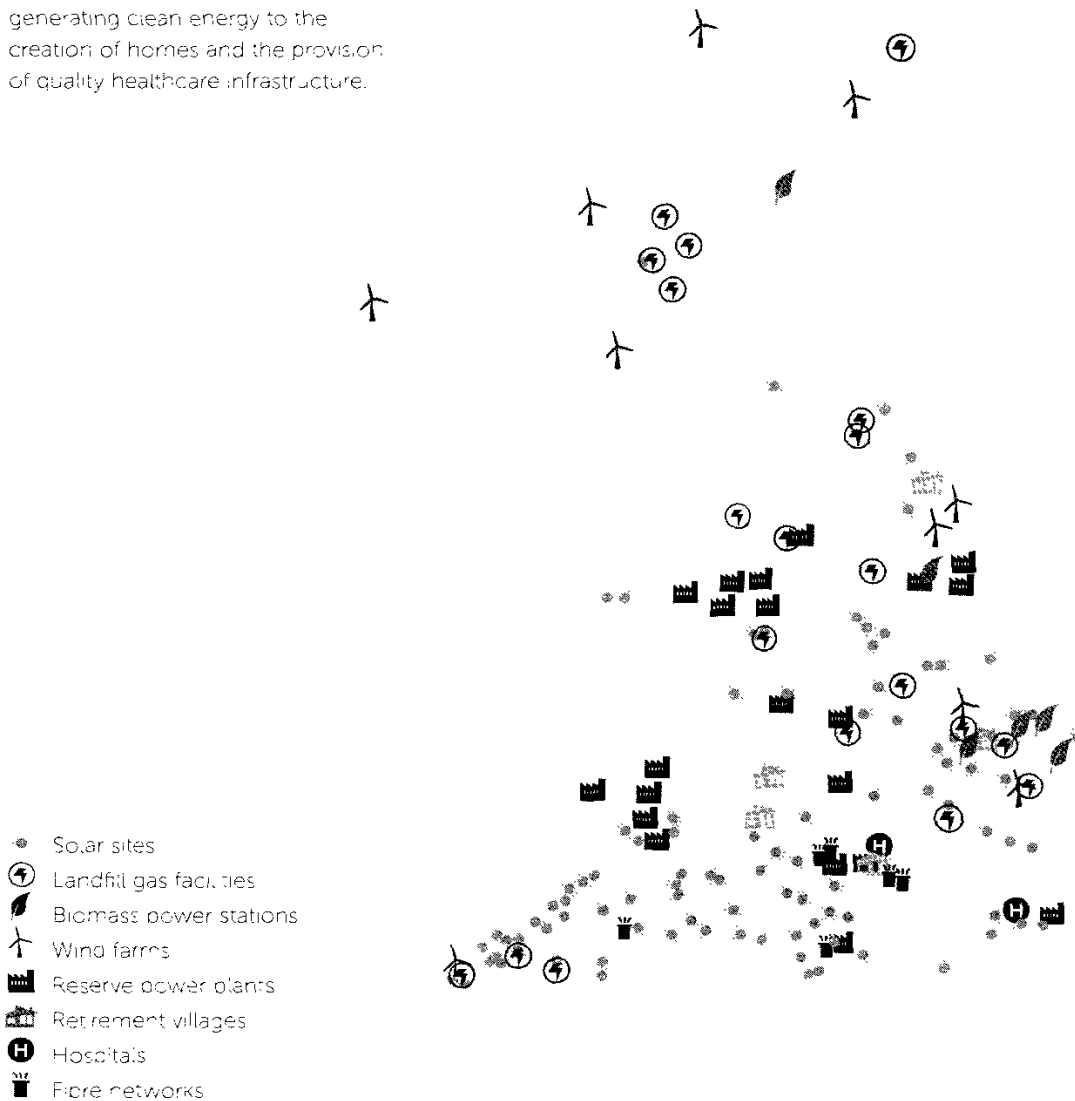 generating clean energy to the
creation of homes and the provision
of quality healthcare infrastructure.
Solar sites
Landfill gas facilities
Biomass power stations
Wind farms
Reserve power plants
Retirement villages
Hospitals
Fibre networks